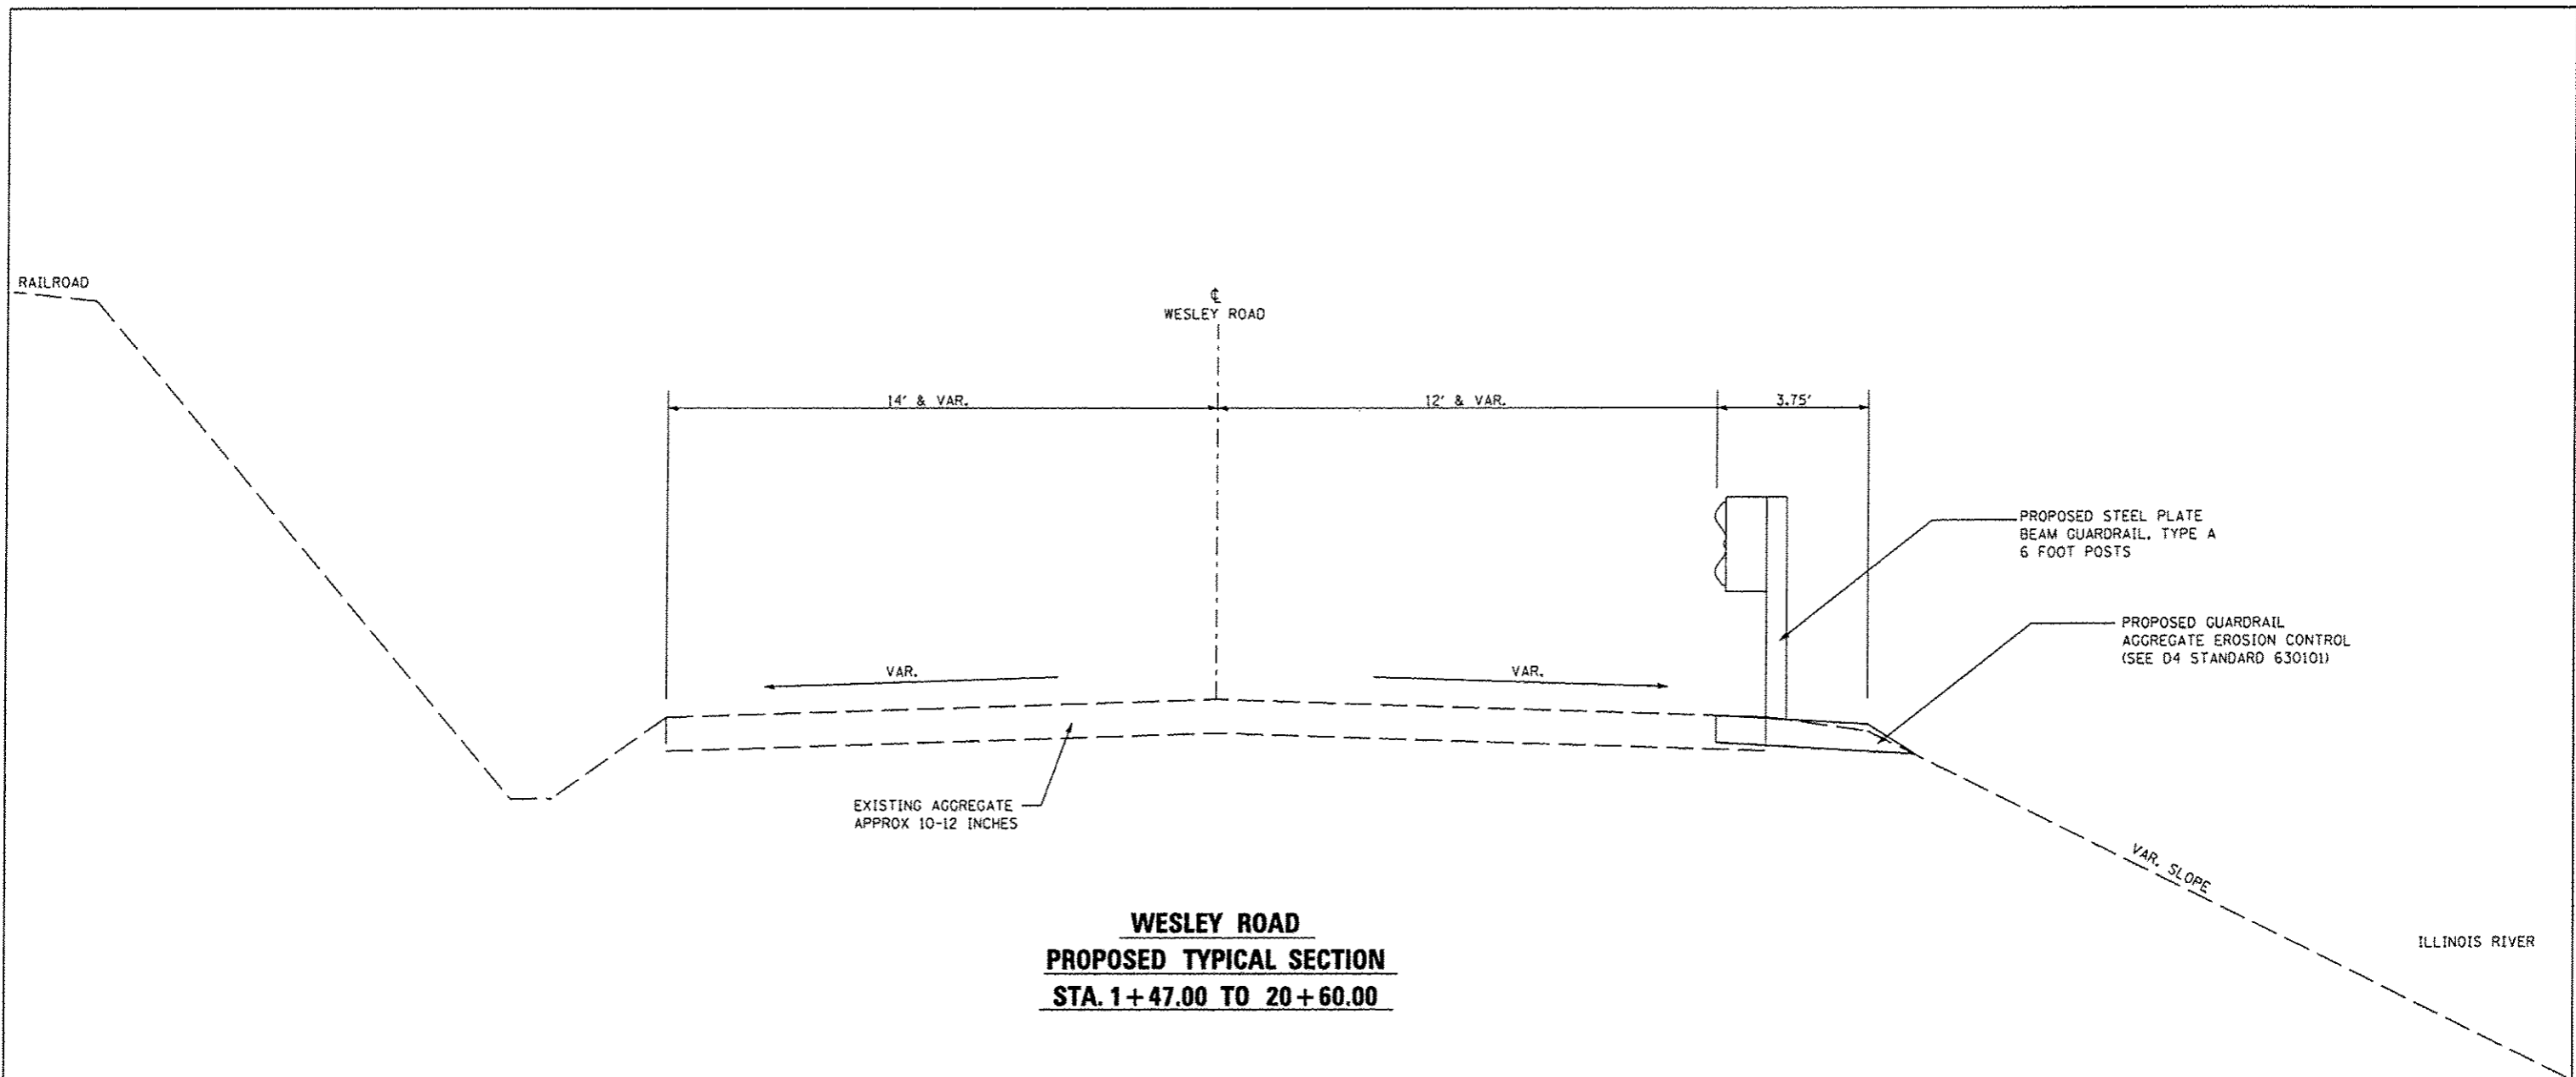 RAILROAD
℄
WESLEY ROAD
14' & VAR.
12' & VAR.
3.75'
PROPOSED STEEL PLATE
BEAM GUARDRAIL, TYPE A
6 FOOT POSTS
PROPOSED GUARDRAIL
AGGREGATE EROSION CONTROL
(SEE D4 STANDARD 630101)
VAR.
VAR.
EXISTING AGGREGATE
APPROX 10-12 INCHES
VAR. SLOPE
ILLINOIS RIVER
WESLEY ROAD
PROPOSED TYPICAL SECTION
STA. 1+47.00 TO 20+60.00